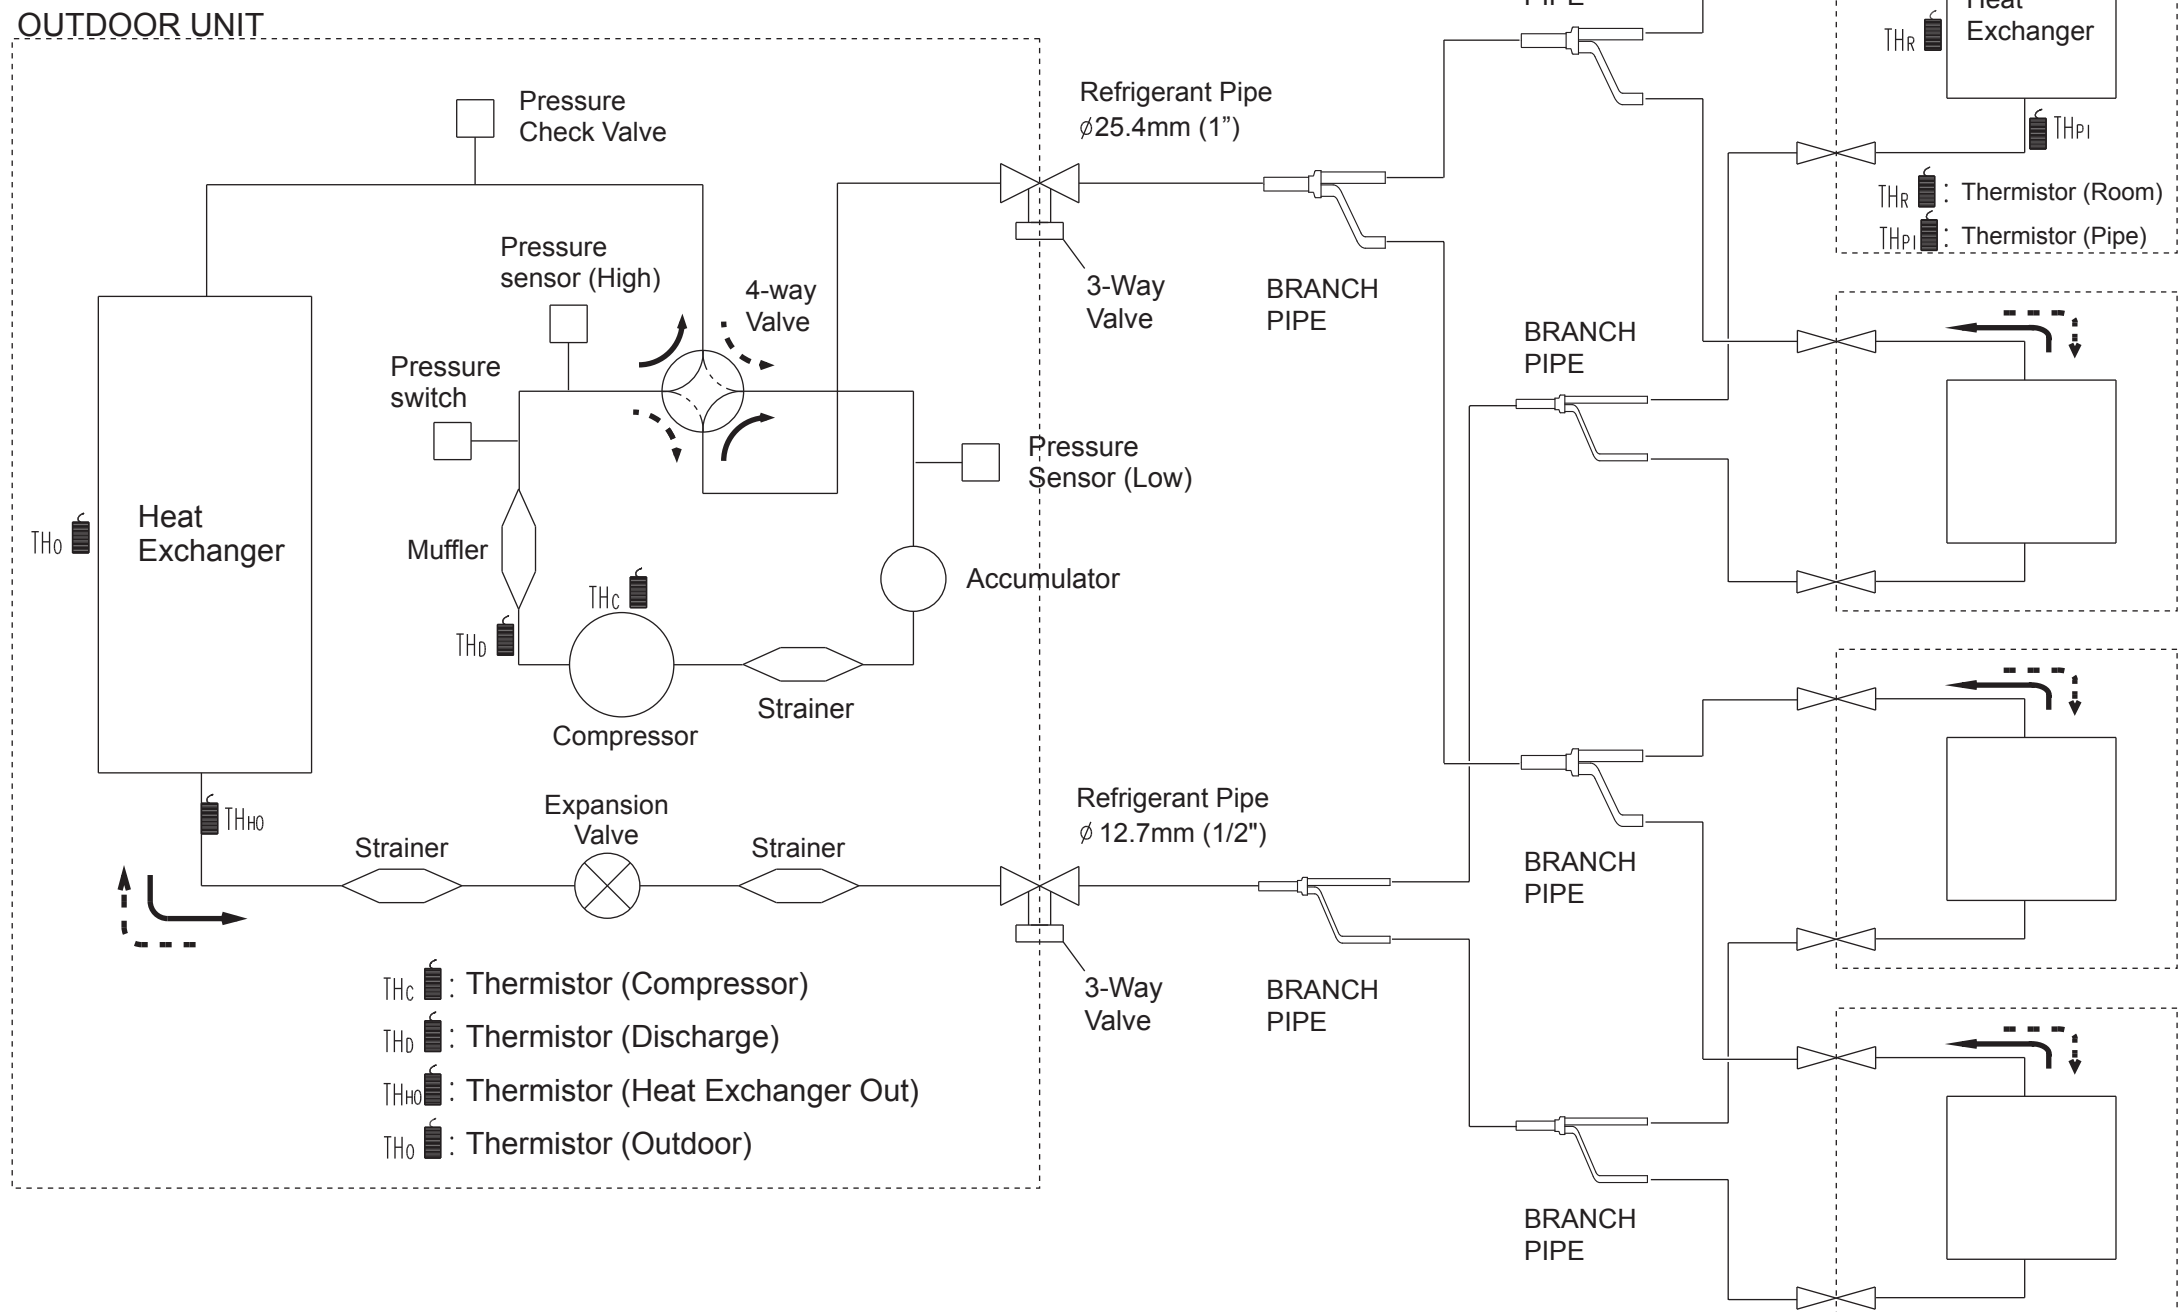 OUTDOOR UNIT
Pressure
Check Valve
Pressure
sensor (High)
4-way
Valve
Pressure
switch
Pressure
Sensor (Low)
Muffler
Accumulator
THC
THD
Compressor
Strainer
Heat
Exchanger
THO
THHO
Strainer
Expansion
Valve
Strainer
THC : Thermistor (Compressor)
THD : Thermistor (Discharge)
THHO : Thermistor (Heat Exchanger Out)
THO : Thermistor (Outdoor)
Refrigerant Pipe
ø25.4mm (1”)
3-Way
Valve
BRANCH
PIPE
Refrigerant Pipe
ø 12.7mm (1/2")
3-Way
Valve
BRANCH
PIPE
PIPE
BRANCH
PIPE
BRANCH
PIPE
BRANCH
PIPE
Heat
Exchanger
THR
THPI
THR : Thermistor (Room)
THPI : Thermistor (Pipe)